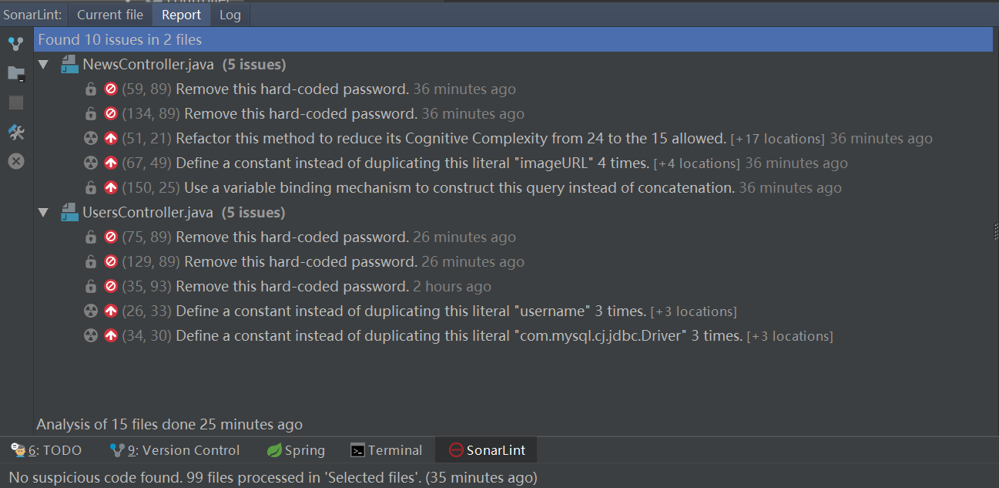 SonarLint: Current file Report Log
Found 10 issues in 2 files
NewsController.java (5 issues)
(59, 89) Remove this hard-coded password. 36 minutes ago
(134, 89) Remove this hard-coded password. 36 minutes ago
(51, 21) Refactor this method to reduce its Cognitive Complexity from 24 to the 15 allowed. [+17 locations] 36 minutes ago
(67, 49) Define a constant instead of duplicating this literal "imageURL" 4 times. [+4 locations] 36 minutes ago
(150, 25) Use a variable binding mechanism to construct this query instead of concatenation. 36 minutes ago
UsersController.java (5 issues)
(75, 89) Remove this hard-coded password. 26 minutes ago
(129, 89) Remove this hard-coded password. 26 minutes ago
(35, 93) Remove this hard-coded password. 2 hours ago
(26, 33) Define a constant instead of duplicating this literal "username" 3 times. [+3 locations]
(34, 30) Define a constant instead of duplicating this literal "com.mysql.cj.jdbc.Driver" 3 times. [+3 locations]
Analysis of 15 files done 25 minutes ago
6: TODO 9: Version Control Spring Terminal SonarLint
No suspicious code found. 99 files processed in 'Selected files'. (35 minutes ago)